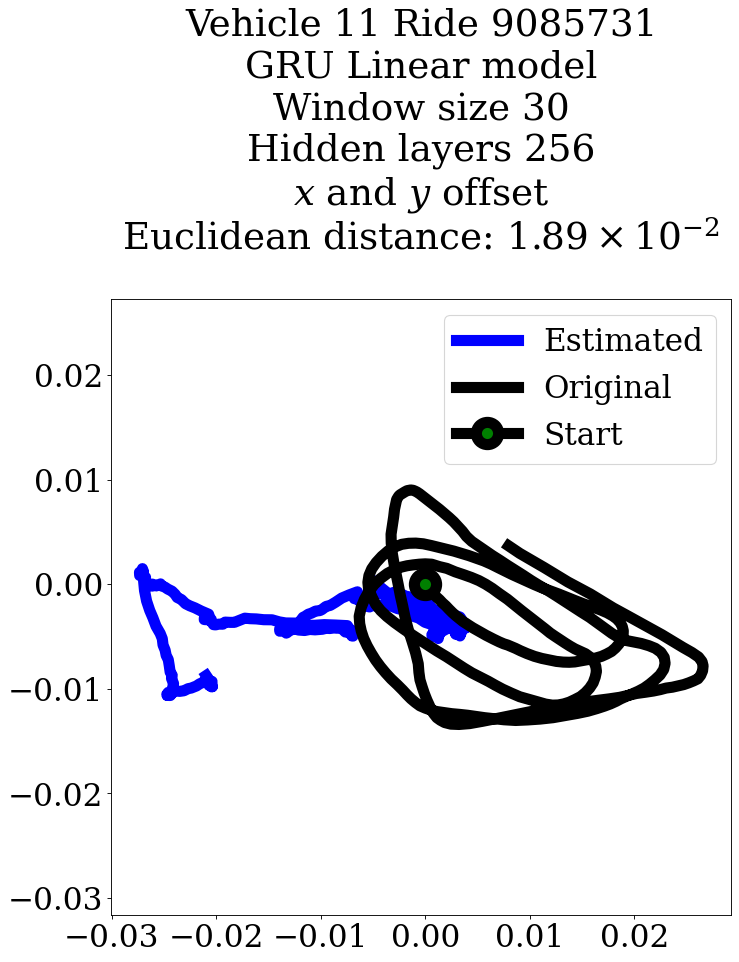 Vehicle 11 Ride 9085731
GRU Linear model
Window size 30
Hidden layers 256
x and y offset
Euclidean distance: 1.89 × 10⁻²
Estimated
Original
Start
0.02
0.01
0.00
−0.01
−0.02
−0.03
−0.03 −0.02 −0.01 0.00 0.01 0.02